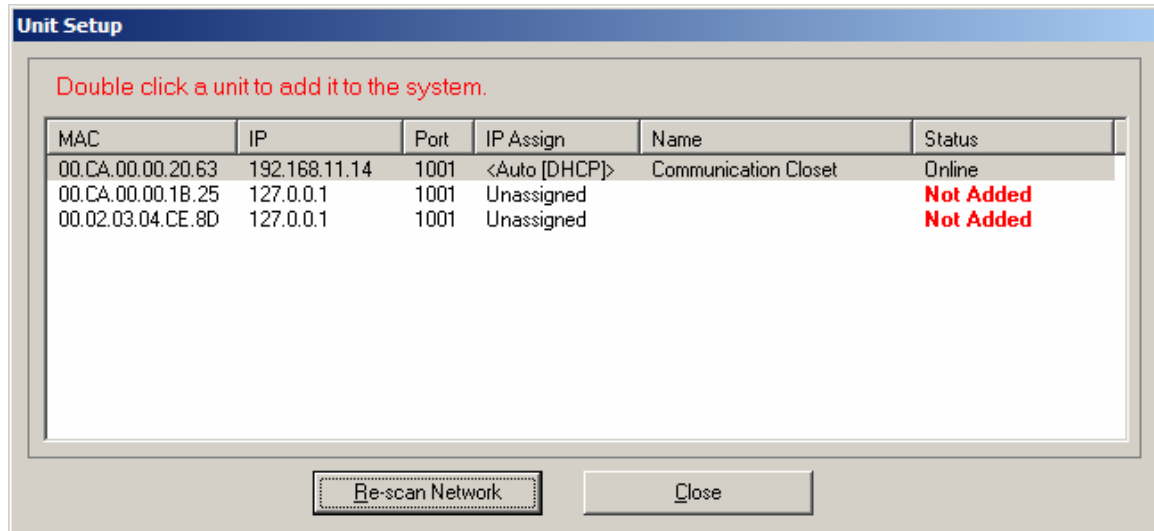 Unit Setup
Double click a unit to add it to the system.
MAC IP Port IP Assign Name Status
00.CA.00.00.20.63 192.168.11.14 1001 <Auto [DHCP]> Communication Closet Online
00.CA.00.00.1B.25 127.0.0.1 1001 Unassigned Not Added
00.02.03.04.CE.8D 127.0.0.1 1001 Unassigned Not Added
Re-scan Network Close